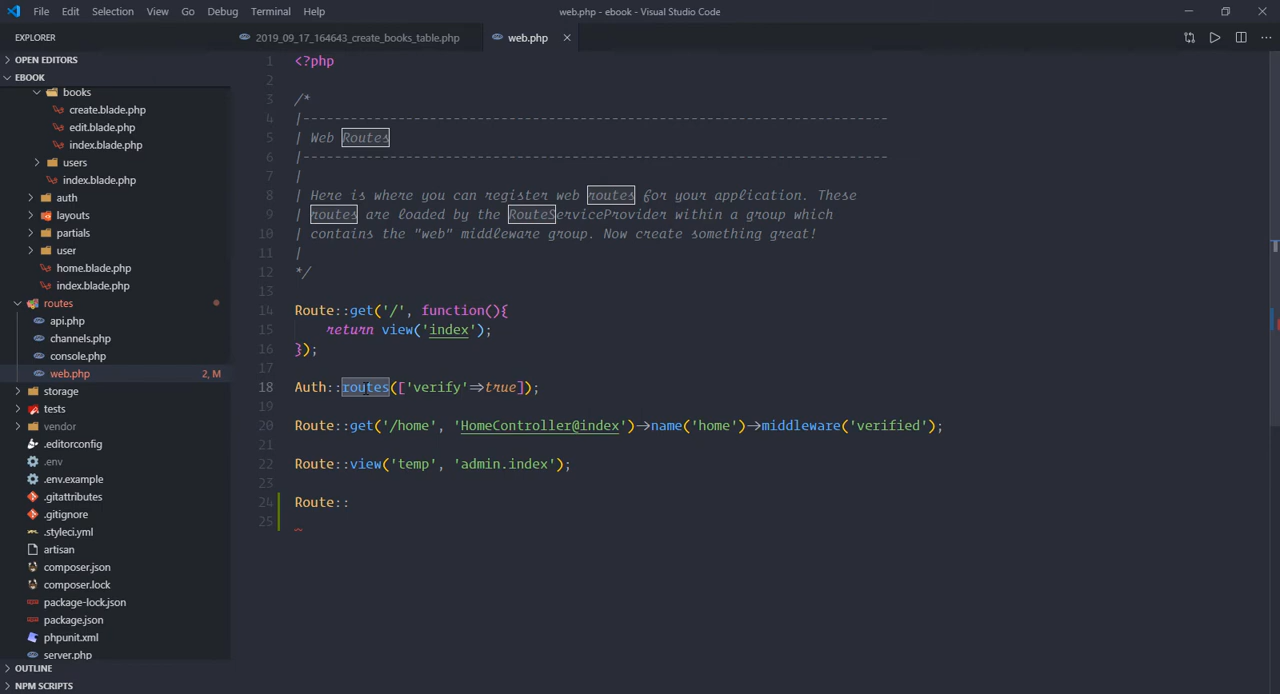 File Edit Selection View Go Debug Terminal Help
web.php - ebook - Visual Studio Code
EXPLORER
OPEN EDITORS
EBOOK
books
create.blade.php
edit.blade.php
index.blade.php
users
index.blade.php
auth
layouts
partials
user
home.blade.php
index.blade.php
routes
api.php
channels.php
console.php
web.php 2, M
storage
tests
vendor
.editorconfig
.env
.env.example
.gitattributes
.gitignore
.styleci.yml
artisan
composer.json
composer.lock
package-lock.json
package.json
phpunit.xml
server.php
OUTLINE
NPM SCRIPTS
2019_09_17_164643_create_books_table.php
web.php
1 <?php
2
3 /*
4 |--------------------------------------------------------------------------
5 | Web Routes
6 |--------------------------------------------------------------------------
7 |
8 | Here is where you can register web routes for your application. These
9 | routes are loaded by the RouteServiceProvider within a group which
10 | contains the "web" middleware group. Now create something great!
11 |
12 */
13
14 Route::get('/', function(){
15 return view('index');
16 });
17
18 Auth::routes(['verify'=>true]);
19
20 Route::get('/home', 'HomeController@index')->name('home')->middleware('verified');
21
22 Route::view('temp', 'admin.index');
23
24 Route::
25